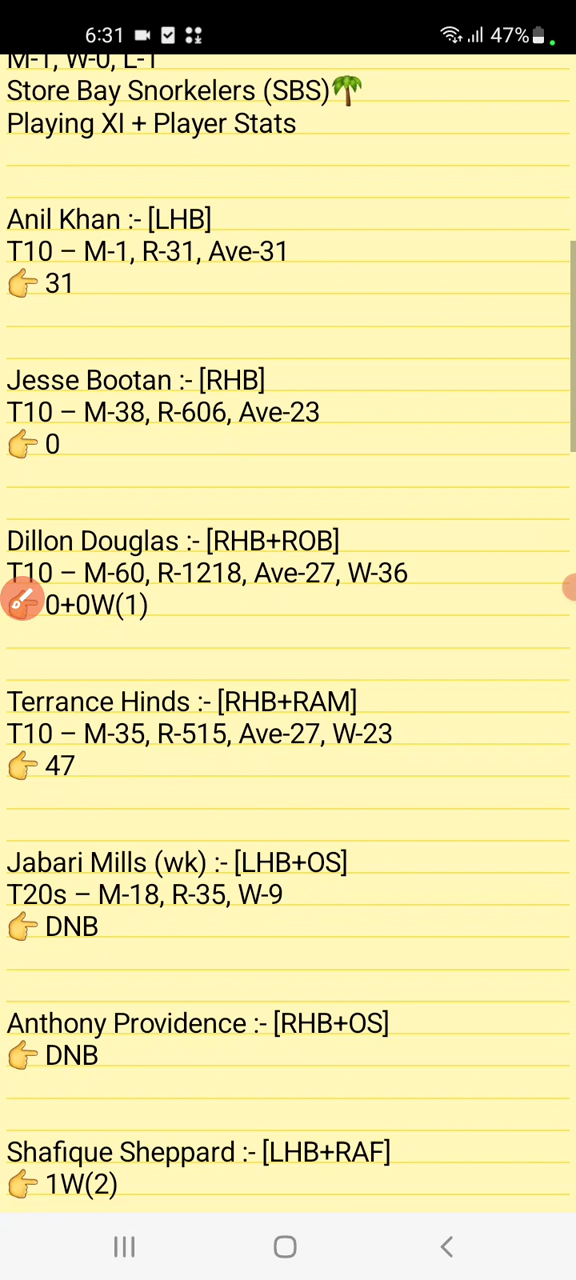 6:31 47%
M-1, W-0, L-1
Store Bay Snorkelers (SBS)🌴
Playing XI + Player Stats
Anil Khan :- [LHB]
T10 – M-1, R-31, Ave-31
👉 31
Jesse Bootan :- [RHB]
T10 – M-38, R-606, Ave-23
👉 0
Dillon Douglas :- [RHB+ROB]
T10 – M-60, R-1218, Ave-27, W-36
👉 0+0W(1)
Terrance Hinds :- [RHB+RAM]
T10 – M-35, R-515, Ave-27, W-23
👉 47
Jabari Mills (wk) :- [LHB+OS]
T20s – M-18, R-35, W-9
👉 DNB
Anthony Providence :- [RHB+OS]
👉 DNB
Shafique Sheppard :- [LHB+RAF]
👉 1W(2)